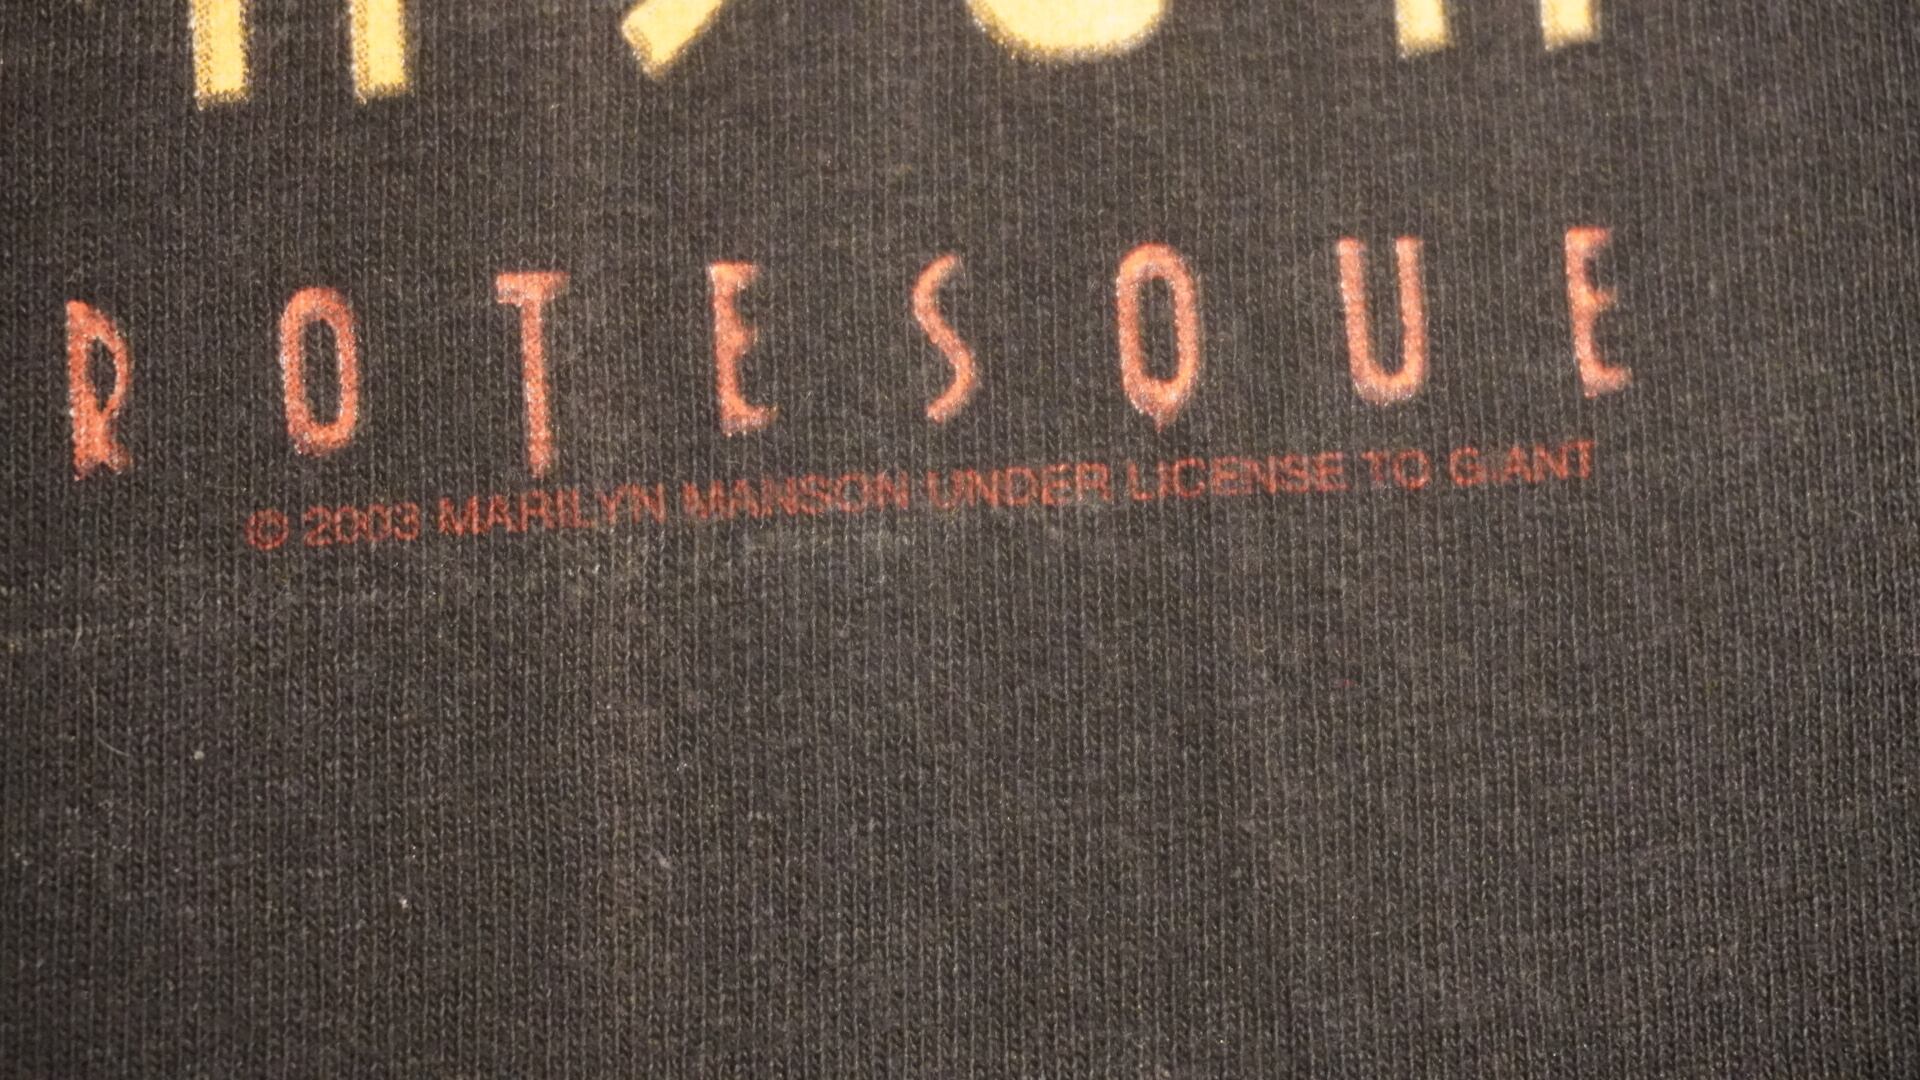 ROTESQUE
© 2003 MARILYN MANSON UNDER LICENSE TO GIANT